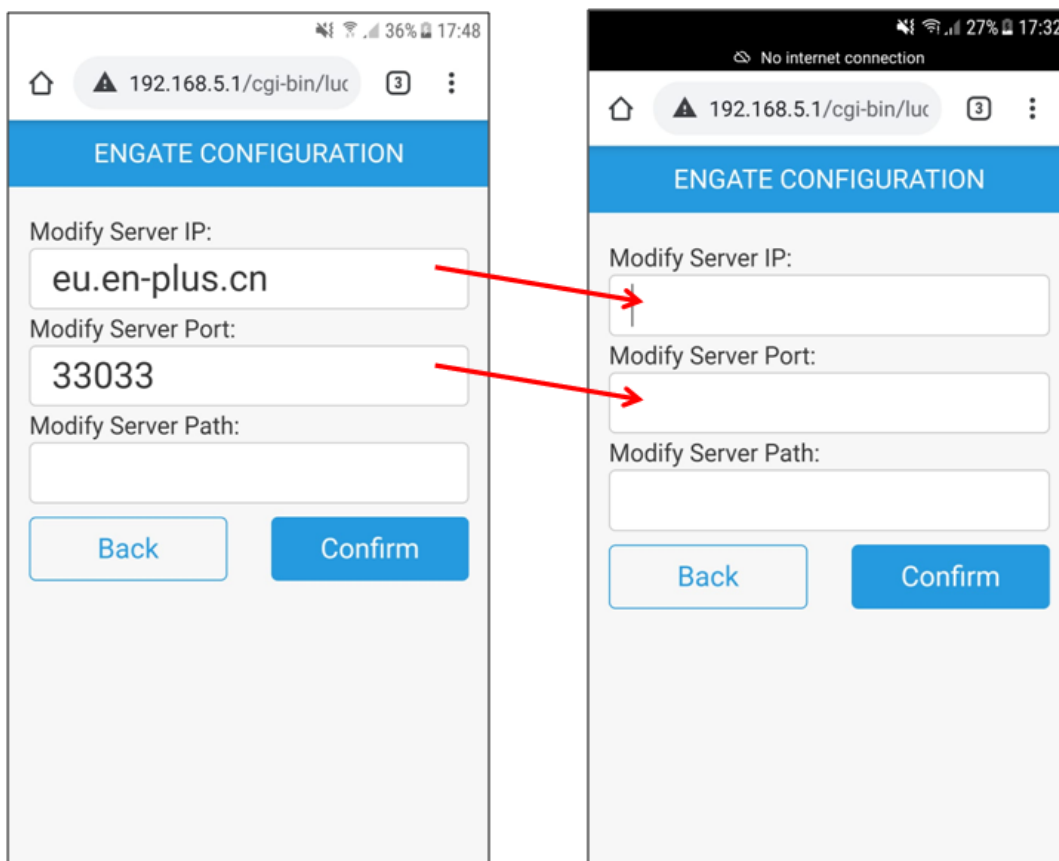 36% 17:48
192.168.5.1/cgi-bin/luc 3
ENGATE CONFIGURATION
Modify Server IP:
eu.en-plus.cn
Modify Server Port:
33033
Modify Server Path:
Back Confirm
27% 17:32
No internet connection
192.168.5.1/cgi-bin/luc 3
ENGATE CONFIGURATION
Modify Server IP:
Modify Server Port:
Modify Server Path:
Back Confirm